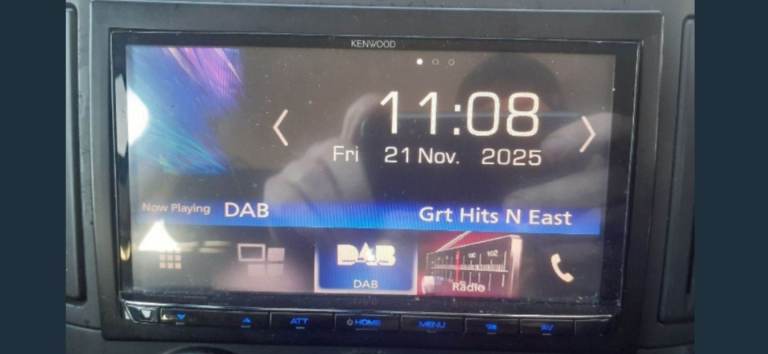 KENWOOD
11:08
Fri 21 Nov. 2025
Now Playing DAB Grt Hits N East
DAB
DAB Radio
ATT HOME MENU AV